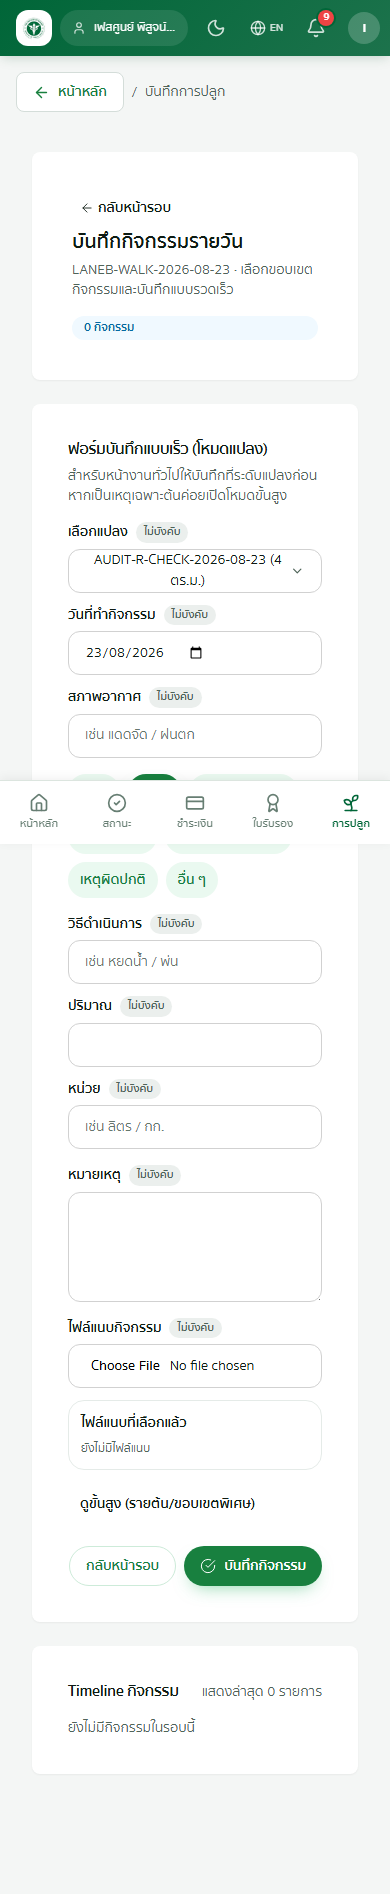 เฟสศูนย์ พิสูจน์...
EN
9
I
หน้าหลัก
/ บันทึกการปลูก
กลับหน้ารอบ
บันทึกกิจกรรมรายวัน
LANEB-WALK-2026-08-23 · เลือกขอบเขต
กิจกรรมและบันทึกแบบรวดเร็ว
0 กิจกรรม
ฟอร์มบันทึกแบบเร็ว (โหมดแปลง)
สำหรับหน้างานทั่วไปให้บันทึกที่ระดับแปลงก่อน
หากเป็นเหตุเฉพาะต้นค่อยเปิดโหมดขั้นสูง
เลือกแปลง ไม่บังคับ
AUDIT-R-CHECK-2026-08-23 (4
ตร.ม.)
วันที่ทำกิจกรรม ไม่บังคับ
23/08/2026
สภาพอากาศ ไม่บังคับ
เช่น แดดจัด / ฝนตก
หน้าหลัก สถานะ ชำระเงิน ใบรับรอง การปลูก
เหตุผิดปกติ อื่น ๆ
วิธีดำเนินการ ไม่บังคับ
เช่น หยดน้ำ / พ่น
ปริมาณ ไม่บังคับ
หน่วย ไม่บังคับ
เช่น ลิตร / กก.
หมายเหตุ ไม่บังคับ
ไฟล์แนบกิจกรรม ไม่บังคับ
Choose File No file chosen
ไฟล์แนบที่เลือกแล้ว
ยังไม่มีไฟล์แนบ
ดูขั้นสูง (รายต้น/ขอบเขตพิเศษ)
กลับหน้ารอบ บันทึกกิจกรรม
Timeline กิจกรรม แสดงล่าสุด 0 รายการ
ยังไม่มีกิจกรรมในรอบนี้